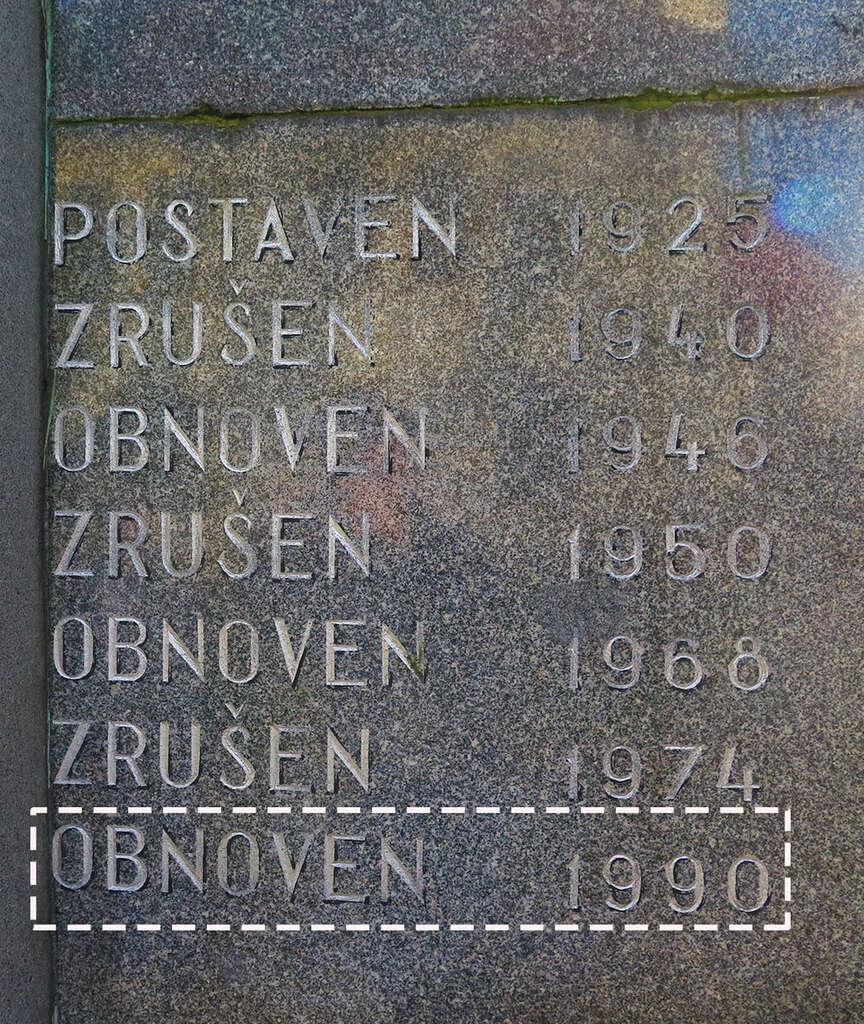 POSTAVEN 1925
ZRUŠEN 1940
OBNOVEN 1946
ZRUŠEN 1950
OBNOVEN 1968
ZRUŠEN 1974
OBNOVEN 1990